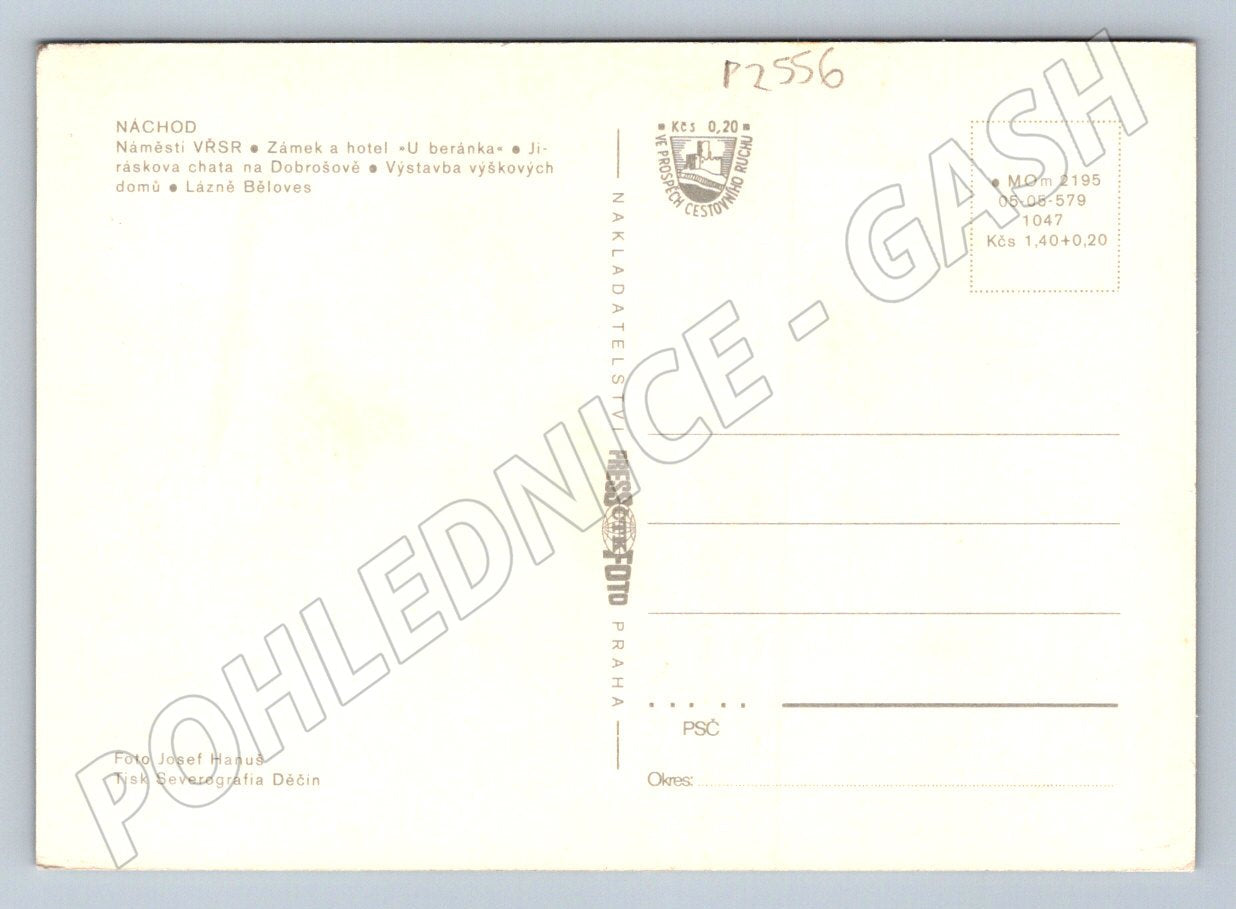 P2556
NÁCHOD
Náměstí VŘSR ● Zámek a hotel »U beránka« ● Ji-
ráskova chata na Dobrošově ● Výstavba výškových
domů ● Lázně Běloves
Kčs 0,20
VE PROSPĚCH CESTOVNÍHO RUCHU
● MOm 2195
05-05-579
1047
Kčs 1,40+0,20
NAKLADATELSTVÍ PRESSFOTO PRAHA
ČTK
PSČ
Okres:
Foto Josef Hanuš
Tisk Severografia Děčín
POHLEDNICE - GASH